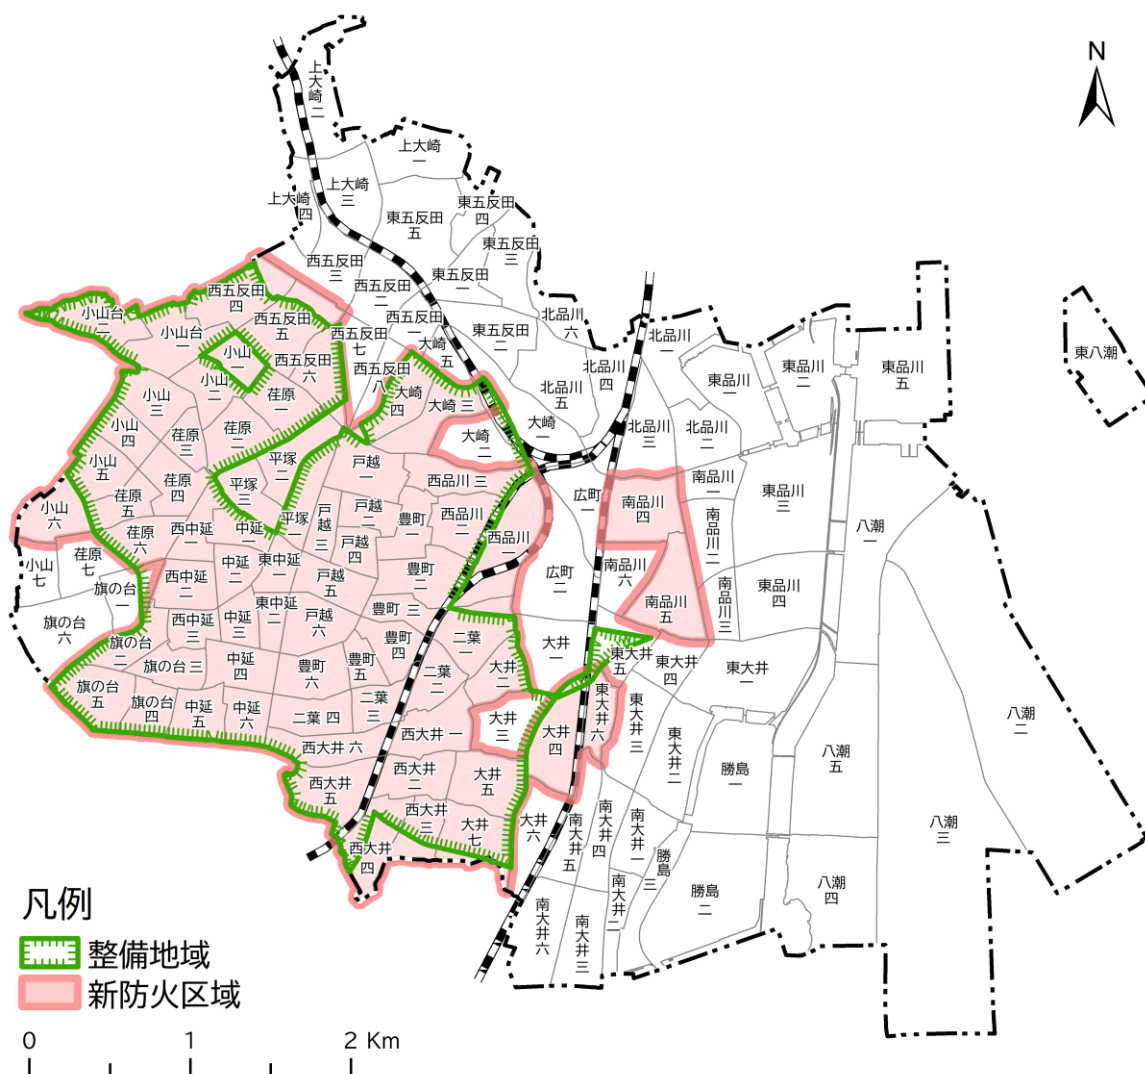 N
上大崎二
上大崎一
上大崎三
上大崎四
東五反田四
東五反田五
東五反田三
西五反田三
東五反田一
西五反田二
西五反田四
小山台二
西五反田五
西五反田一
東五反田二
北品川六
北品川一
小山台一
西五反田七
大崎五
東八潮
小山一
西五反田六
西五反田八
北品川四
東品川二
東品川五
東品川一
小山二
荏原一
大崎四
大崎三
北品川五
小山三
大崎一
北品川三
北品川二
小山四
荏原三
荏原二
大崎二
小山五
平塚二
戸越一
西品川三
荏原四
平塚三
広町一
南品川四
南品川一
東品川三
小山六
荏原五
西中延一
中延一
平塚一
戸越三
戸越二
豊町一
西品川二
西品川一
南品川二
八潮一
荏原六
戸越四
小山七
荏原七
西中延二
中延二
東中延一
戸越五
豊町二
広町二
南品川六
旗の台一
東品川四
旗の台六
西中延三
中延三
東中延二
戸越六
豊町三
南品川五
南品川三
旗の台二
旗の台三
中延四
豊町六
豊町五
豊町四
二葉一
二葉二
大井一
大井二
東大井五
東大井四
東大井一
旗の台五
旗の台四
中延五
中延六
二葉四
二葉三
大井三
大井四
東大井六
東大井三
東大井二
八潮二
西大井六
西大井一
八潮五
勝島一
西大井五
西大井二
大井五
西大井三
大井七
大井六
南大井五
南大井四
南大井一
八潮三
西大井四
勝島三
勝島二
八潮四
南大井二
南大井六
南大井三
凡例
整備地域
新防火区域
0 1 2 Km